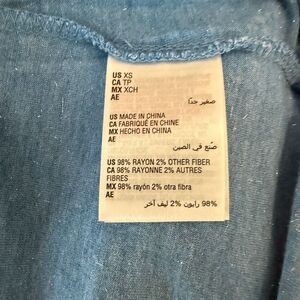 US XS
CA TP
MX XCH
AE
صغير جدًا
US MADE IN CHINA
CA FABRIQUÉ EN CHINE
MX HECHO EN CHINA
AE
صُنع في الصين
US 98% RAYON 2% OTHER FIBER
CA 98% RAYONNE 2% AUTRES
FIBRES
MX 98% rayón 2% otra fibra
AE
98% رايون 2% ليف آخر